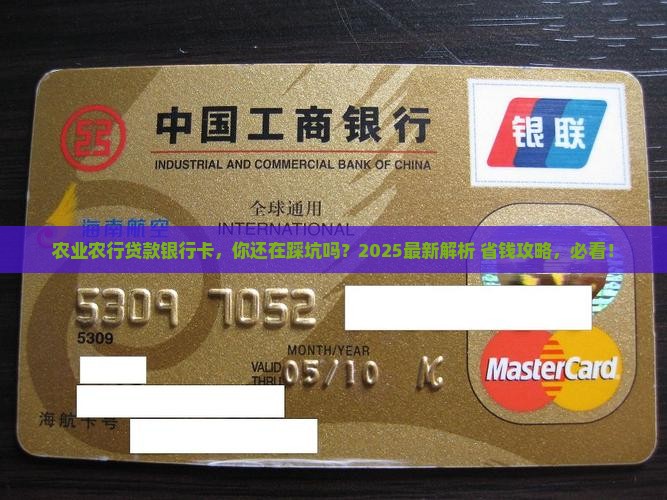 中国工商银行
INDUSTRIAL AND COMMERCIAL BANK OF CHINA
银联
全球通用
海南航空
INTERNATIONAL
农业农行贷款银行卡，你还在踩坑吗？2025最新解析 省钱攻略，必看！
5309 7052
5309
MONTH/YEAR
VALID THRU
05/10
MasterCard
海航卡号